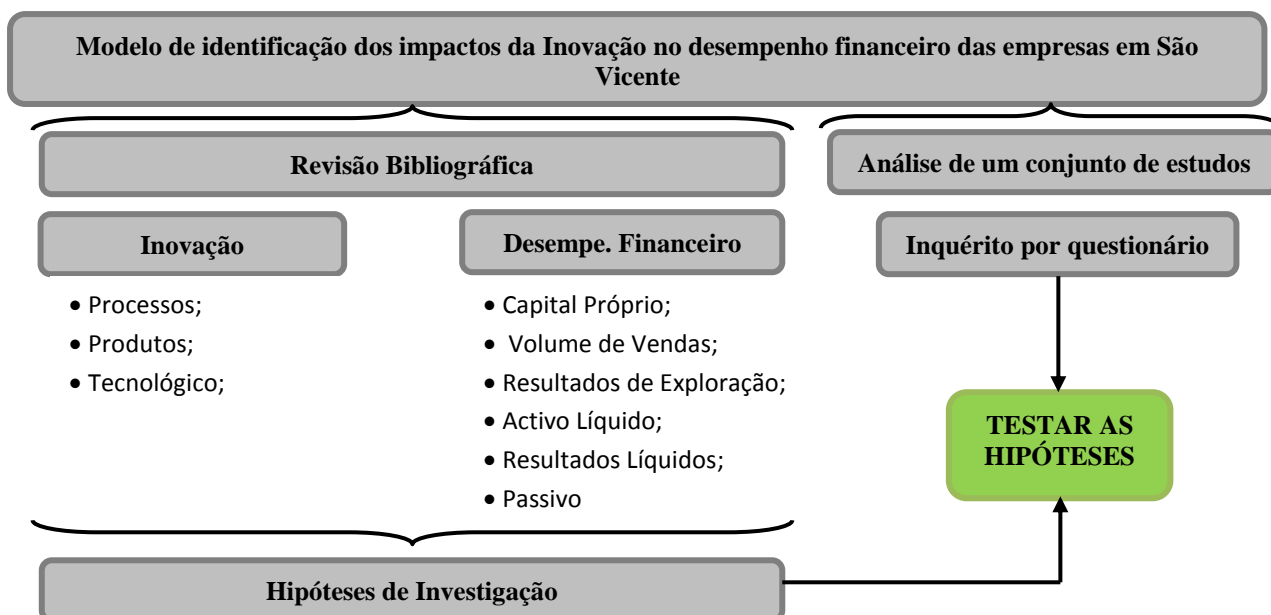 Modelo de identificação dos impactos da Inovação no desempenho financeiro das empresas em São
Vicente
Revisão Bibliográfica
Análise de um conjunto de estudos
Inovação
Desempe. Financeiro
Inquérito por questionário
• Processos;
• Produtos;
• Tecnológico;
• Capital Próprio;
• Volume de Vendas;
• Resultados de Exploração;
• Activo Líquido;
• Resultados Líquidos;
• Passivo
TESTAR AS
HIPÓTESES
Hipóteses de Investigação